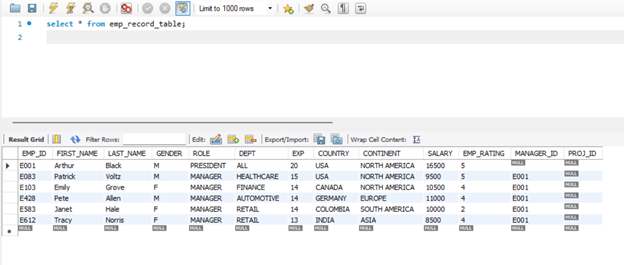 Limit to 1000 rows
1 select * from emp_record_table;
2
Result Grid Filter Rows: Edit: Export/Import: Wrap Cell Content:
EMP_ID FIRST_NAME LAST_NAME GENDER ROLE DEPT EXP COUNTRY CONTINENT SALARY EMP_RATING MANAGER_ID PROJ_ID
E001 Arthur Black M PRESIDENT ALL 20 USA NORTH AMERICA 16500 5 NULL NULL
E083 Patrick Voltz M MANAGER HEALTHCARE 15 USA NORTH AMERICA 9500 5 E001 NULL
E103 Emily Grove F MANAGER FINANCE 14 CANADA NORTH AMERICA 10500 4 E001 NULL
E428 Pete Allen M MANAGER AUTOMOTIVE 14 GERMANY EUROPE 11000 4 E001 NULL
E583 Janet Hale F MANAGER RETAIL 14 COLOMBIA SOUTH AMERICA 10000 2 E001 NULL
E612 Tracy Norris F MANAGER RETAIL 13 INDIA ASIA 8500 4 E001 NULL
NULL NULL NULL NULL NULL NULL NULL NULL NULL NULL NULL NULL NULL